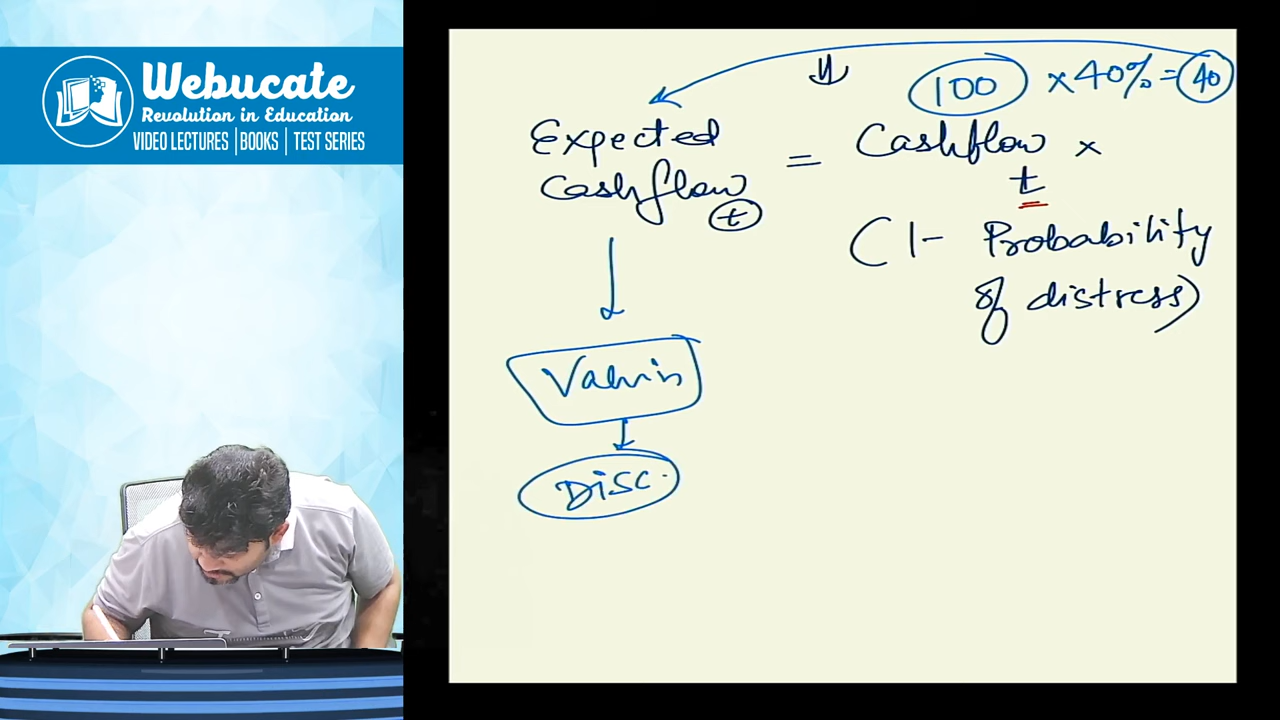 Webucate
Revolution in Education
VIDEO LECTURES | BOOKS | TEST SERIES
100 × 40% = 40
Expected
Cashflow t
= Cashflow t ×
(1- Probability
of distress)
Disc.